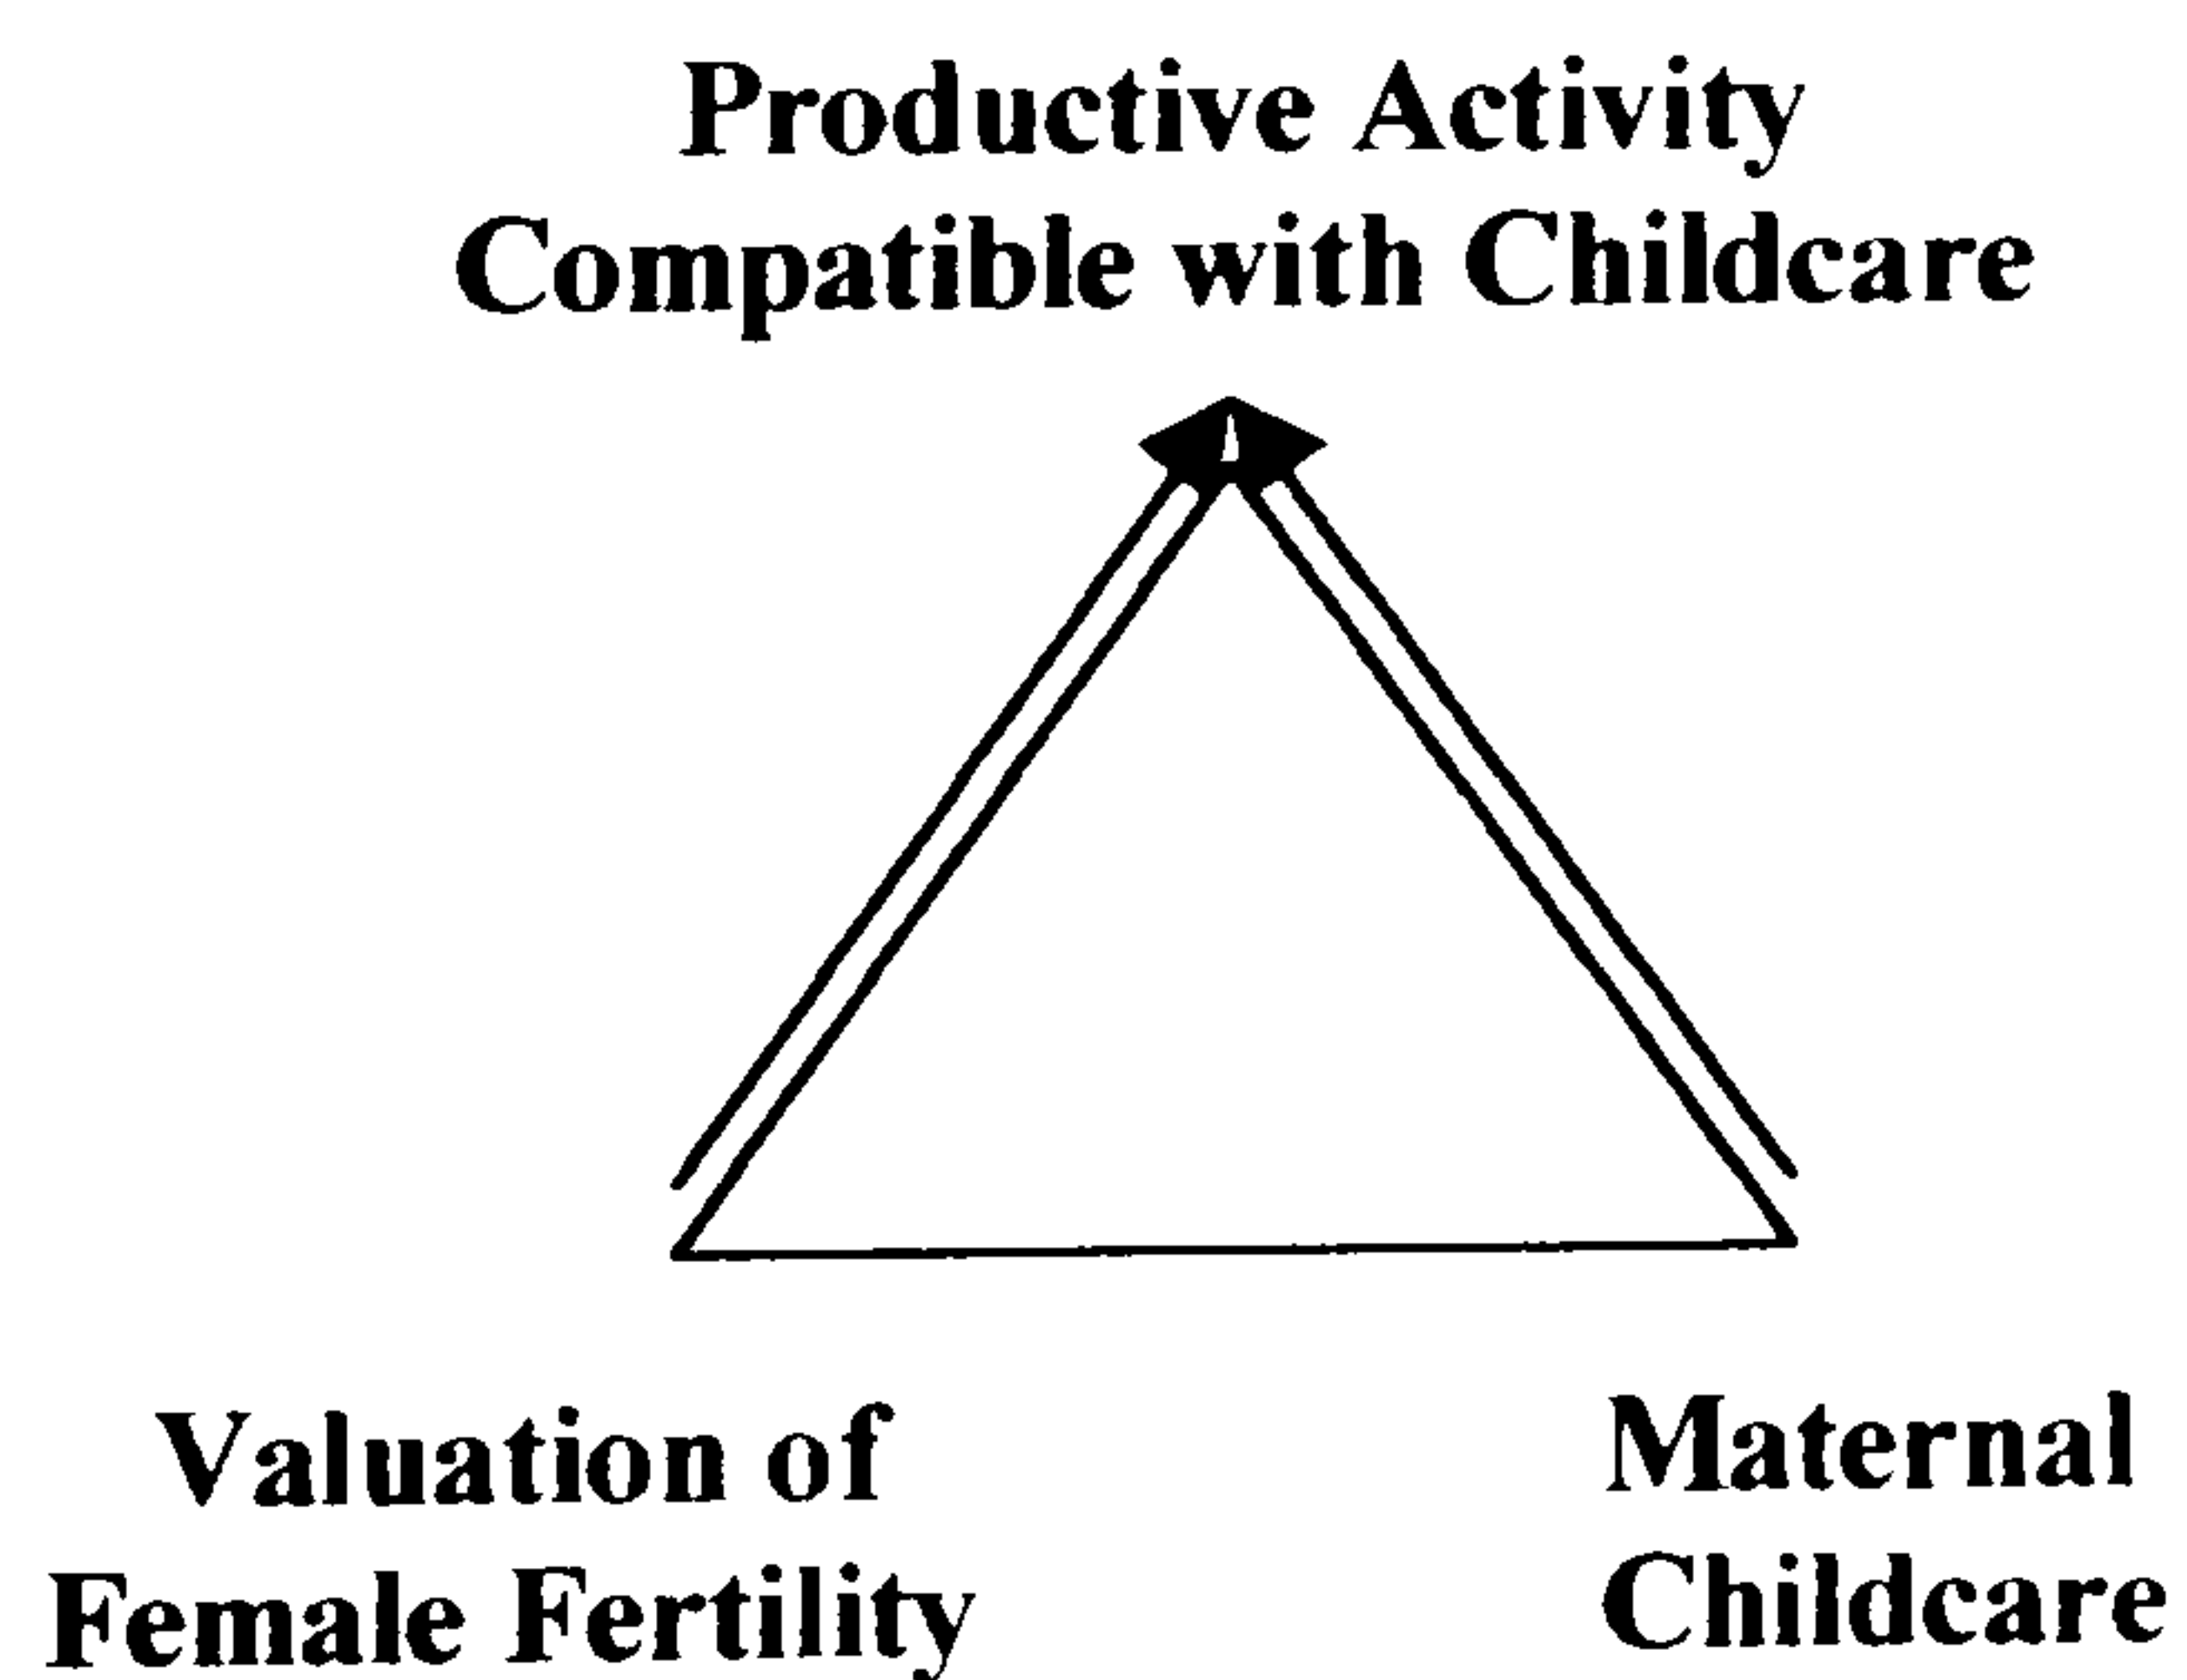 Productive Activity
Compatible with Childcare
Valuation of
Female Fertility
Maternal
Childcare